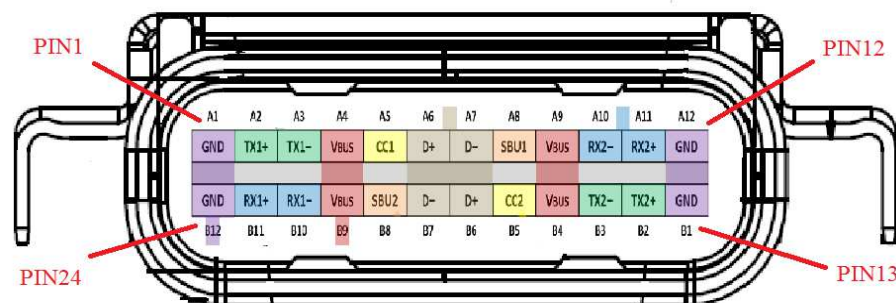 PIN1 PIN12
A1 A2 A3 A4 A5 A6 A7 A8 A9 A10 A11 A12
GND TX1+ TX1− VBUS CC1 D+ D− SBU1 VBUS RX2− RX2+ GND
GND RX1+ RX1− VBUS SBU2 D− D+ CC2 VBUS TX2− TX2+ GND
B12 B11 B10 B9 B8 B7 B6 B5 B4 B3 B2 B1
PIN24 PIN13